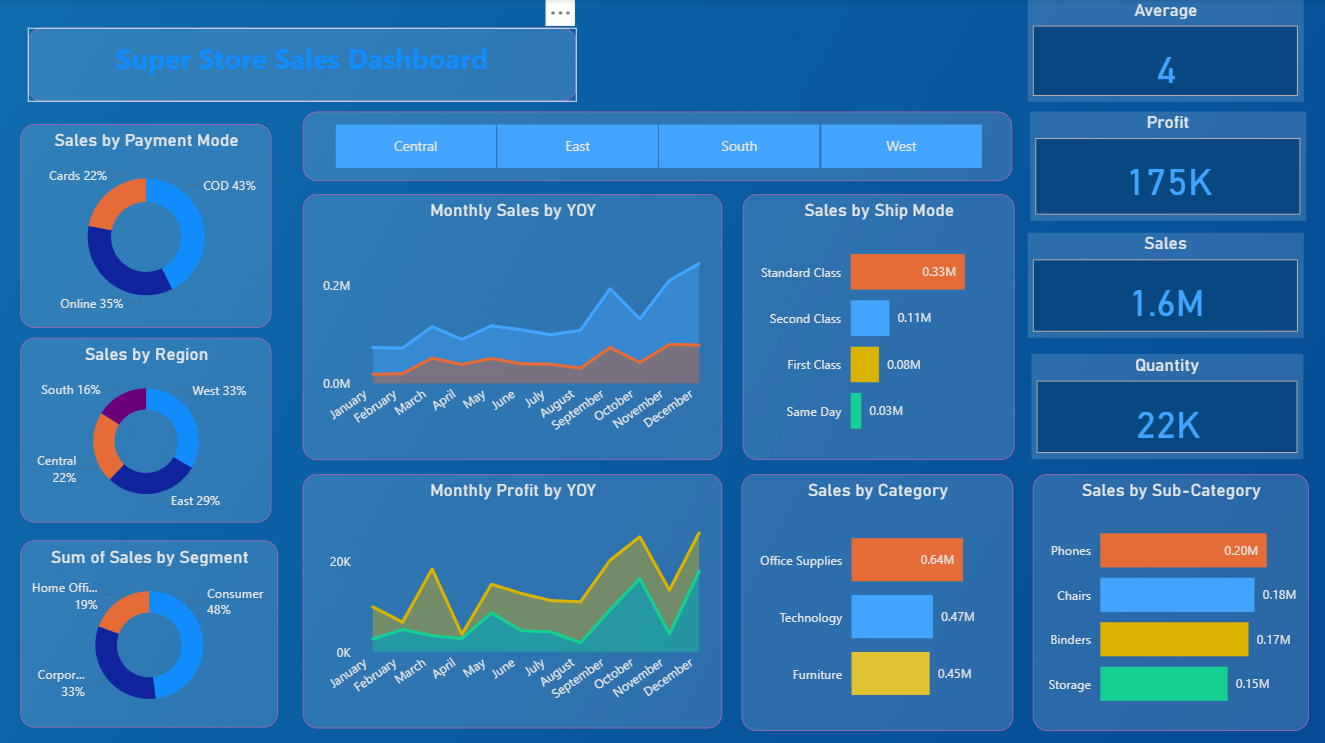 Super Store Sales Dashboard
Average
4
Profit
175K
Sales
1.6M
Quantity
22K
Central
East
South
West
Sales by Payment Mode
Cards 22%
COD 43%
Online 35%
Sales by Region
South 16%
West 33%
Central
22%
East 29%
Sum of Sales by Segment
Home Offi...
19%
Consumer
48%
Corpor...
33%
Monthly Sales by YOY
0.2M
0.0M
January
February
March
April
May
June
July
August
September
October
November
December
Sales by Ship Mode
Standard Class 0.33M
Second Class 0.11M
First Class 0.08M
Same Day 0.03M
Monthly Profit by YOY
20K
0K
January
February
March
April
May
June
July
August
September
October
November
December
Sales by Category
Office Supplies 0.64M
Technology 0.47M
Furniture 0.45M
Sales by Sub-Category
Phones 0.20M
Chairs 0.18M
Binders 0.17M
Storage 0.15M